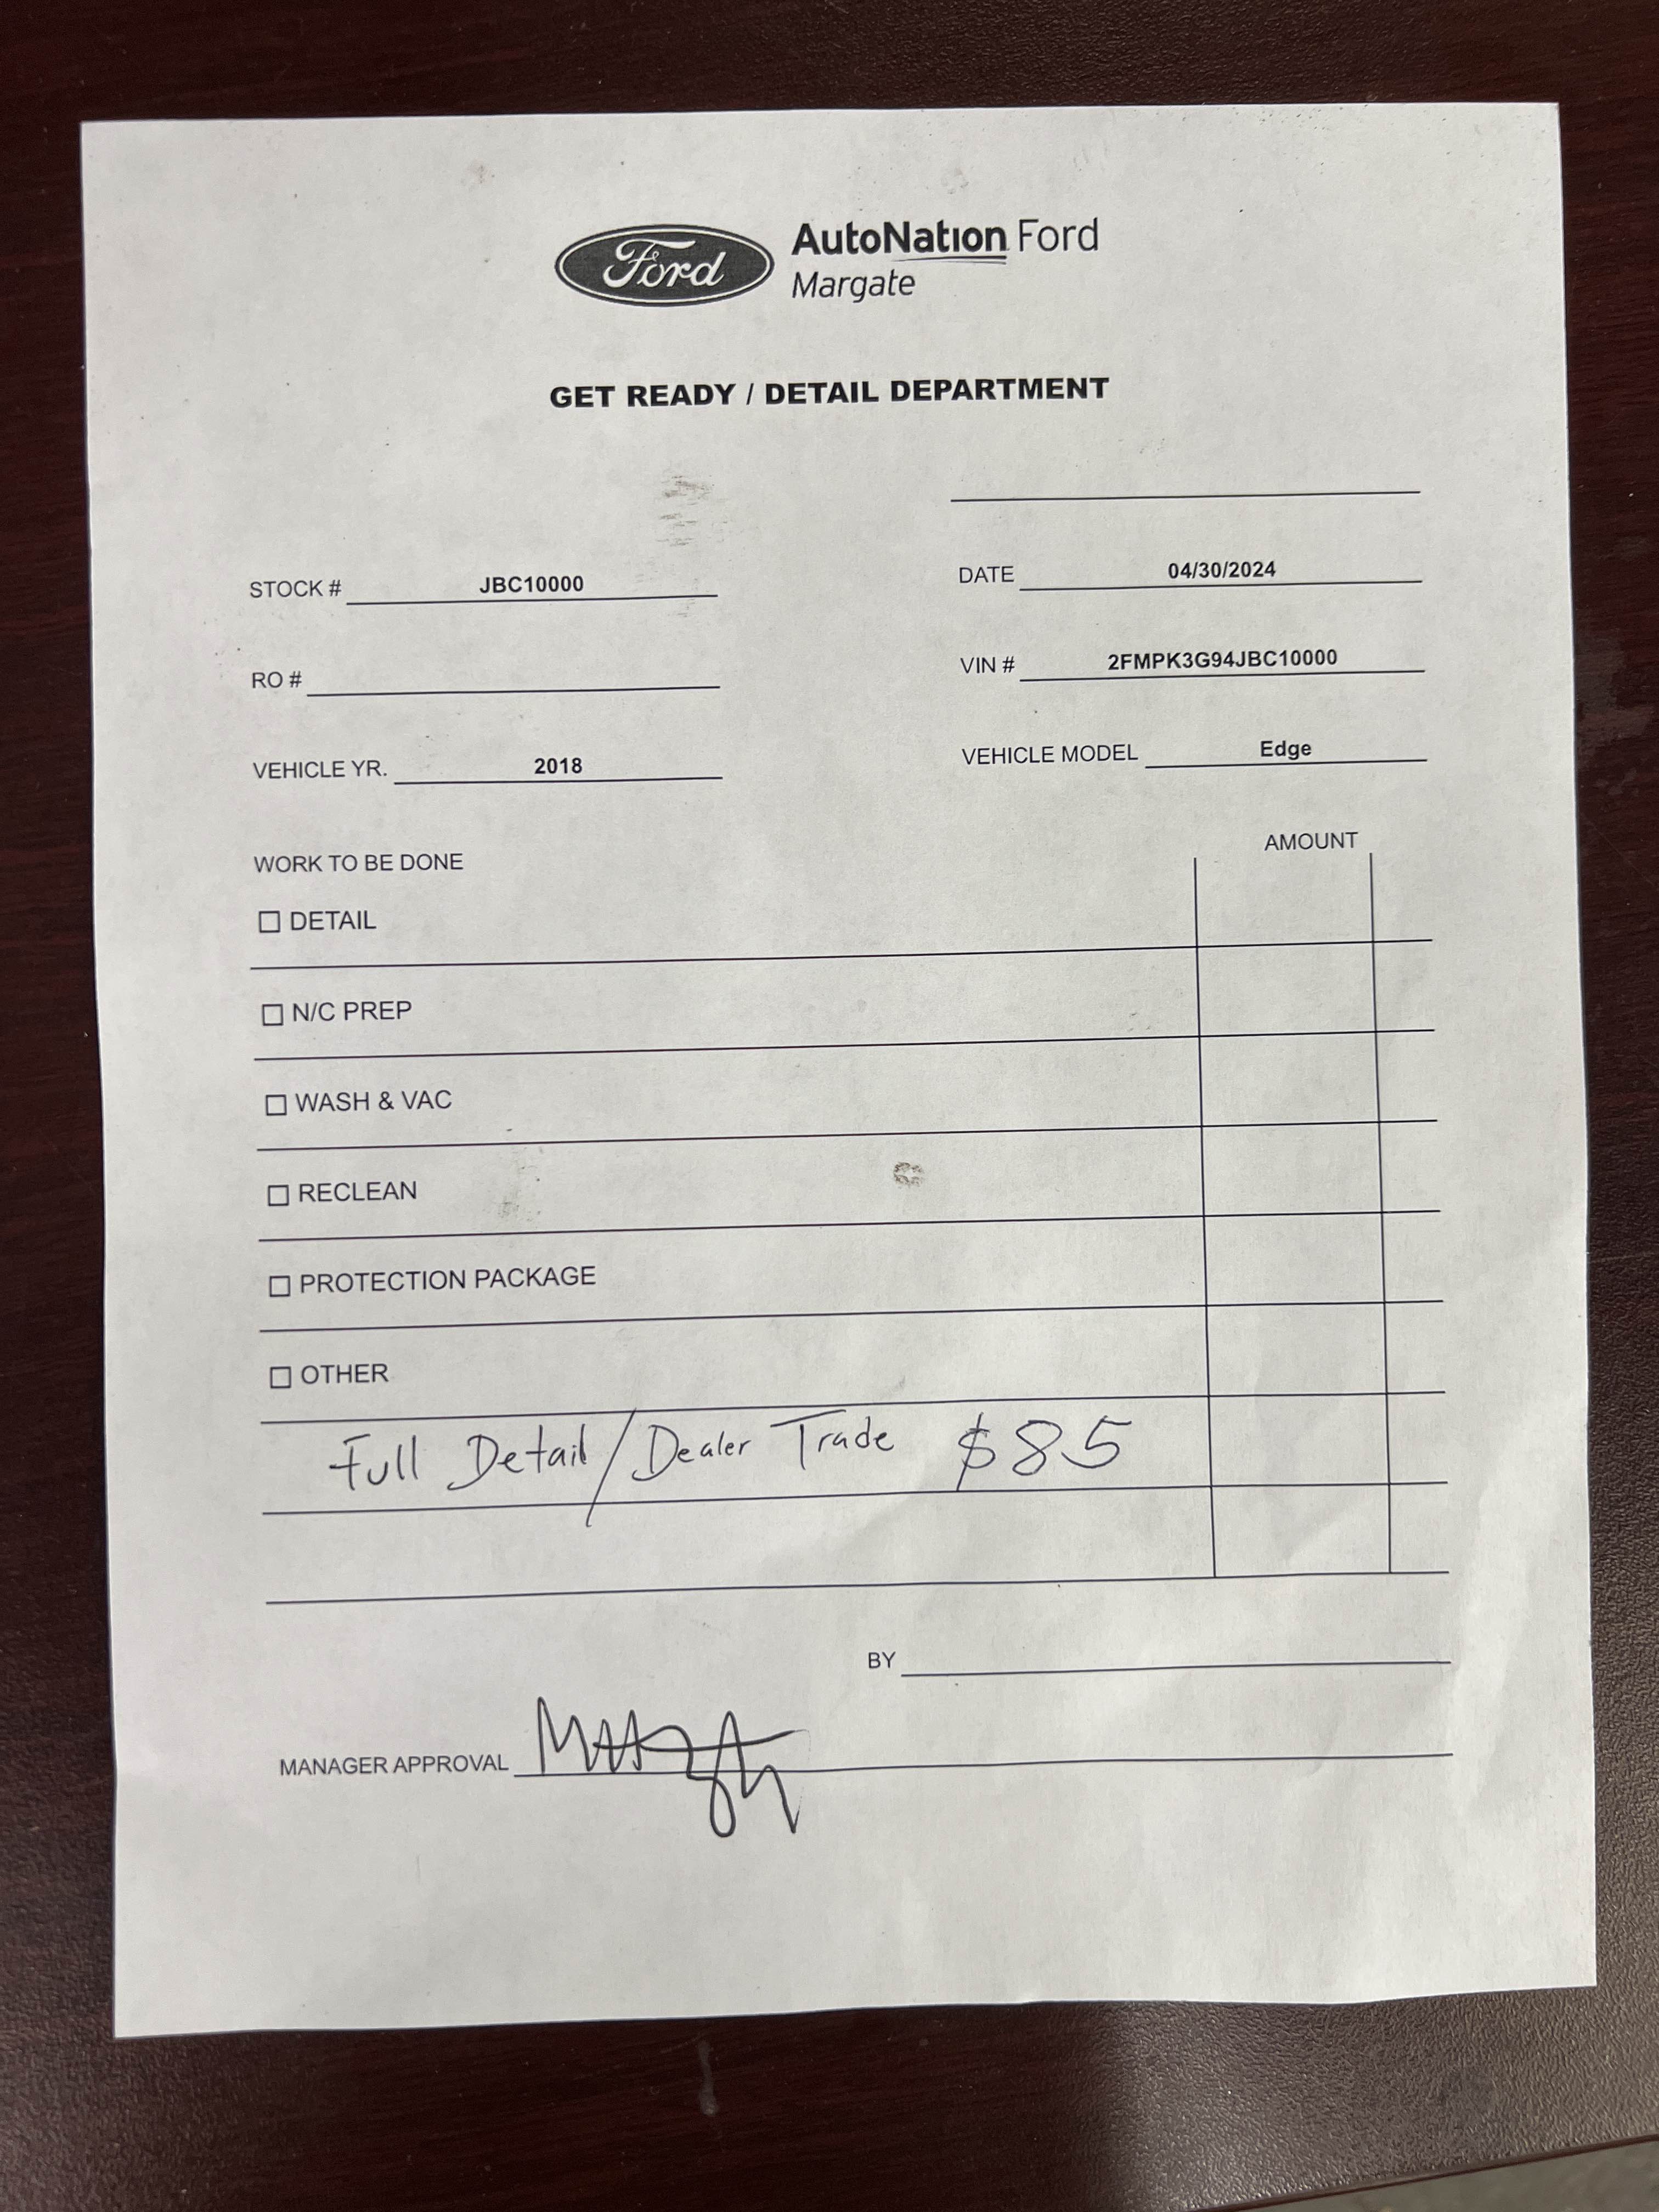 Ford AutoNation Ford
Margate
GET READY / DETAIL DEPARTMENT
STOCK # JBC10000 DATE 04/30/2024
RO # VIN # 2FMPK3G94JBC10000
VEHICLE YR. 2018 VEHICLE MODEL Edge
WORK TO BE DONE AMOUNT
DETAIL
N/C PREP
WASH & VAC
RECLEAN
PROTECTION PACKAGE
OTHER
Full Detail / Dealer Trade $85
BY
MANAGER APPROVAL